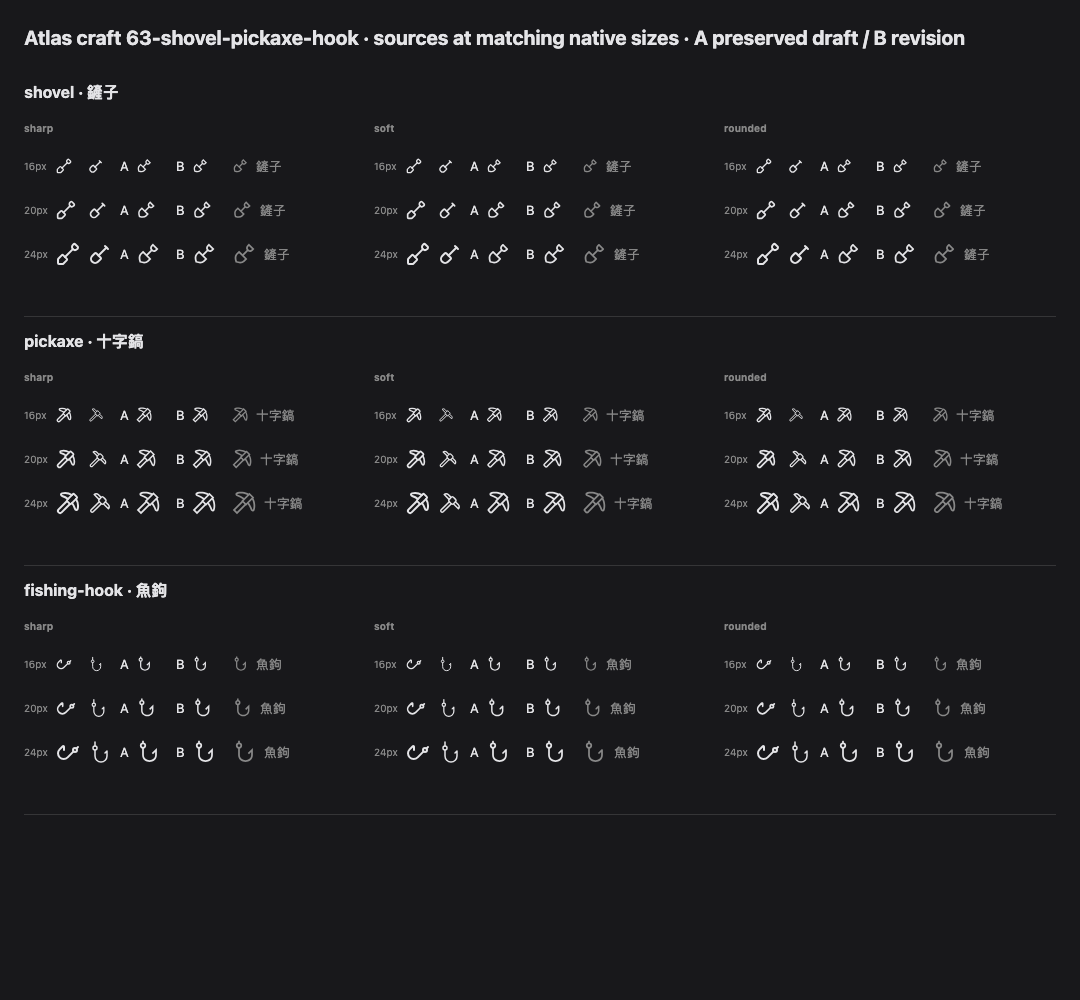 Atlas craft 63-shovel-pickaxe-hook · sources at matching native sizes · A preserved draft / B revision
shovel · 鏟子
sharp soft rounded
16px A B 鏟子 16px A B 鏟子 16px A B 鏟子
20px A B 鏟子 20px A B 鏟子 20px A B 鏟子
24px A B 鏟子 24px A B 鏟子 24px A B 鏟子
pickaxe · 十字鎬
sharp soft rounded
16px A B 十字鎬 16px A B 十字鎬 16px A B 十字鎬
20px A B 十字鎬 20px A B 十字鎬 20px A B 十字鎬
24px A B 十字鎬 24px A B 十字鎬 24px A B 十字鎬
fishing-hook · 魚鉤
sharp soft rounded
16px A B 魚鉤 16px A B 魚鉤 16px A B 魚鉤
20px A B 魚鉤 20px A B 魚鉤 20px A B 魚鉤
24px A B 魚鉤 24px A B 魚鉤 24px A B 魚鉤